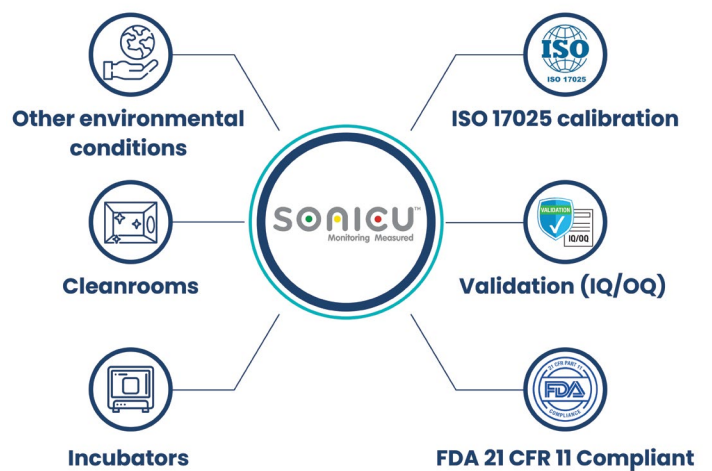 ISO
ISO 17025
Other environmental
conditions
ISO 17025 calibration
SONICU™
Monitoring Measured
VALIDATION
IQ/OQ
Cleanrooms
Validation (IQ/OQ)
21 CFR PART 11
FDA
COMPLIANCE
Incubators
FDA 21 CFR 11 Compliant